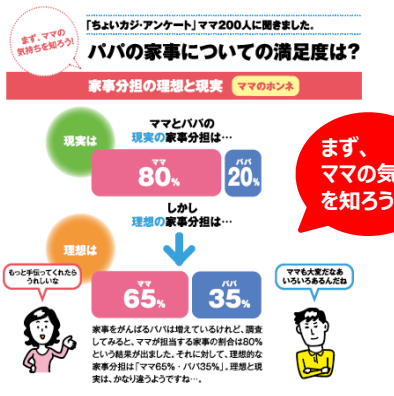 まず、ママの
気持ちを知ろう!
「ちょいカジ・アンケート」ママ200人に聞きました。
パパの家事についての満足度は?
家事分担の理想と現実 ママのホンネ
現実は
ママとパパの
現実の家事分担は…
ママ
80%
パパ
20%
まず、
ママの気
を知ろう
しかし
理想の家事分担は…
理想は
もっと手伝ってくれたら
うれしいな
ママ
65%
パパ
35%
ママも大変だなあ
いろいろあるんだね
家事をがんばるパパは増えているけれど、調査
してみると、ママが担当する家事の割合は80%
という結果が出ました。それに対して、理想的な
家事分担は「ママ65%・パパ35%」。理想と現
実は、かなり違うようですね…。